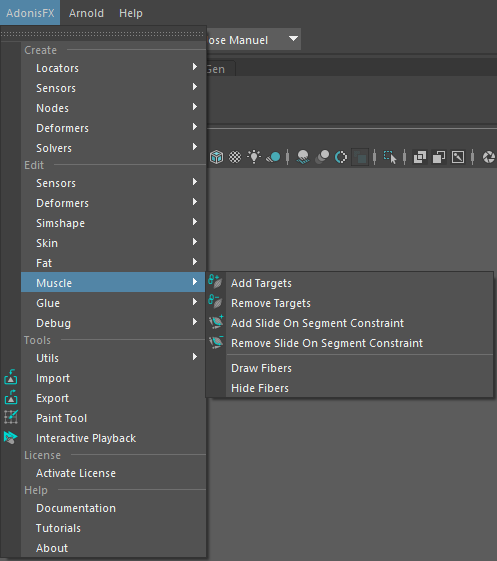 AdonisFX Arnold Help
ose Manuel
Gen
Create
Locators
Sensors
Nodes
Deformers
Solvers
Edit
Sensors
Deformers
Simshape
Skin
Fat
Muscle
Add Targets
Remove Targets
Add Slide On Segment Constraint
Remove Slide On Segment Constraint
Draw Fibers
Hide Fibers
Glue
Debug
Tools
Utils
Import
Export
Paint Tool
Interactive Playback
License
Activate License
Help
Documentation
Tutorials
About